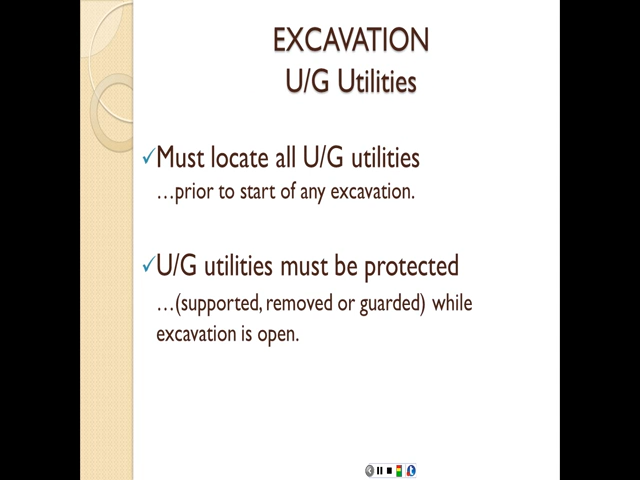 EXCAVATION
U/G Utilities
Must locate all U/G utilities
…prior to start of any excavation.
U/G utilities must be protected
…(supported, removed or guarded) while
excavation is open.